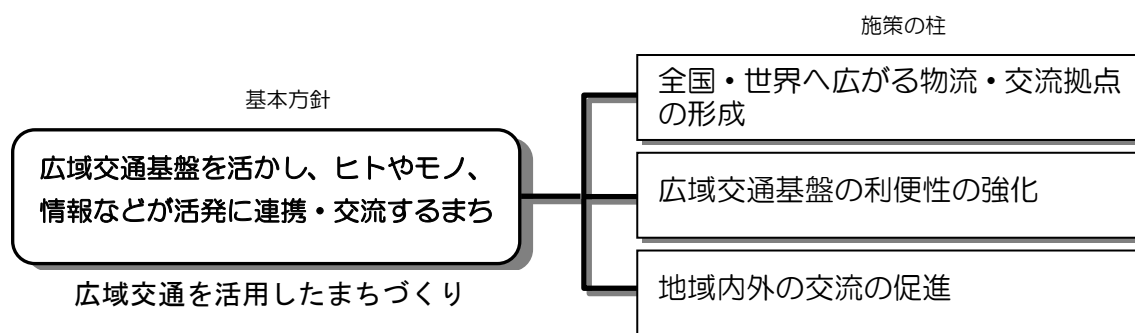 施策の柱
全国・世界へ広がる物流・交流拠点
の形成
基本方針
広域交通基盤を活かし、ヒトやモノ、
情報などが活発に連携・交流するまち
広域交通基盤の利便性の強化
広域交通を活用したまちづくり
地域内外の交流の促進